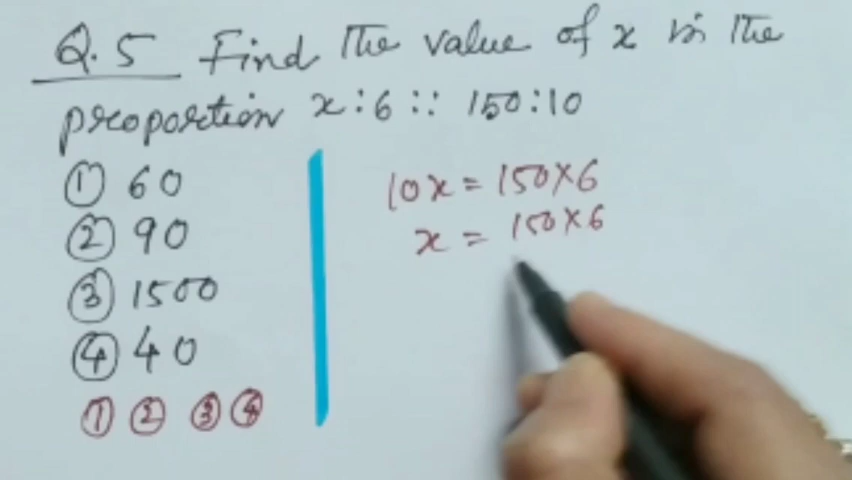 Q.5 Find the value of x in the
proportion x : 6 :: 150 : 10
① 60
② 90
③ 1500
④ 40
① ② ③ ④
10x = 150×6
x = 150×6